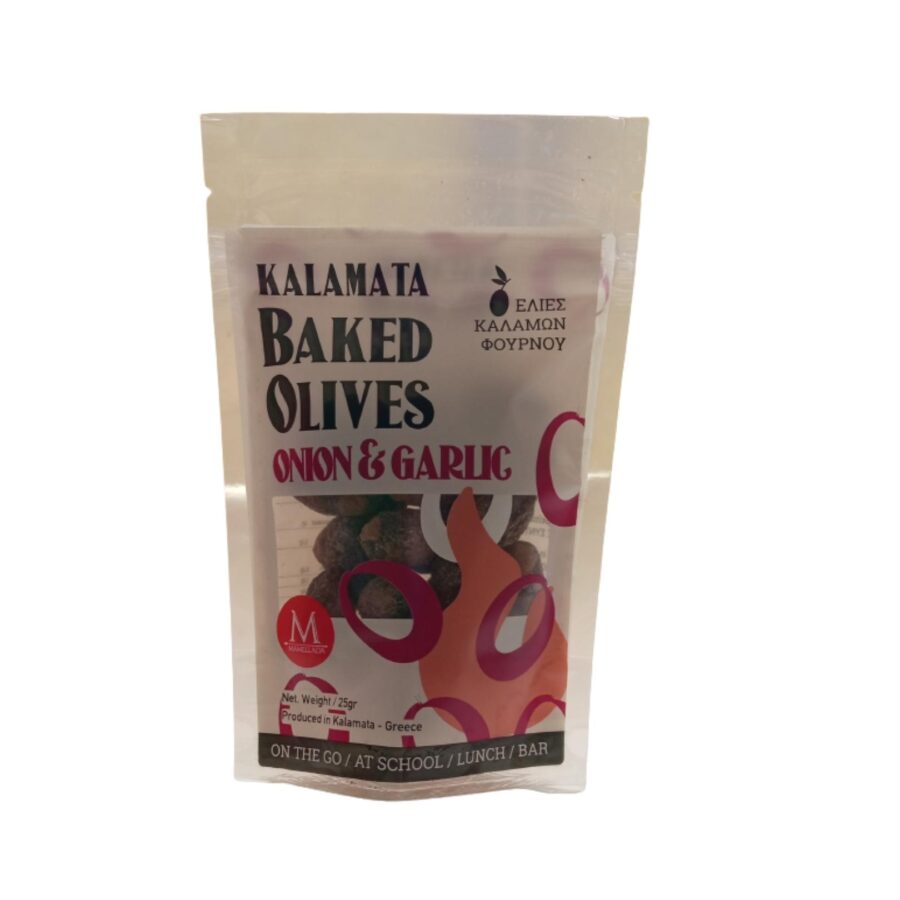 KALAMATA
BAKED
OLIVES
ONION & GARLIC
ΕΛΙΕΣ
ΚΑΛΑΜΩΝ
ΦΟΥΡΝΟΥ
M
Net. Weight / 25gr
Produced in Kalamata - Greece
ON THE GO / AT SCHOOL / LUNCH / BAR